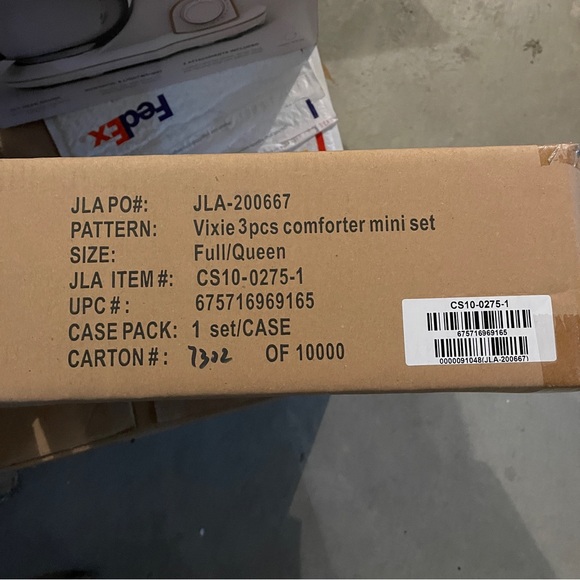 FedEx
JLA PO#: JLA-200667
PATTERN: Vixie 3pcs comforter mini set
SIZE: Full/Queen
JLA ITEM#: CS10-0275-1
UPC#: 675716969165
CASE PACK: 1 set/CASE
CARTON#: 7302 OF 10000
CS10-0275-1
675716969165
0000091048(JLA-200667)